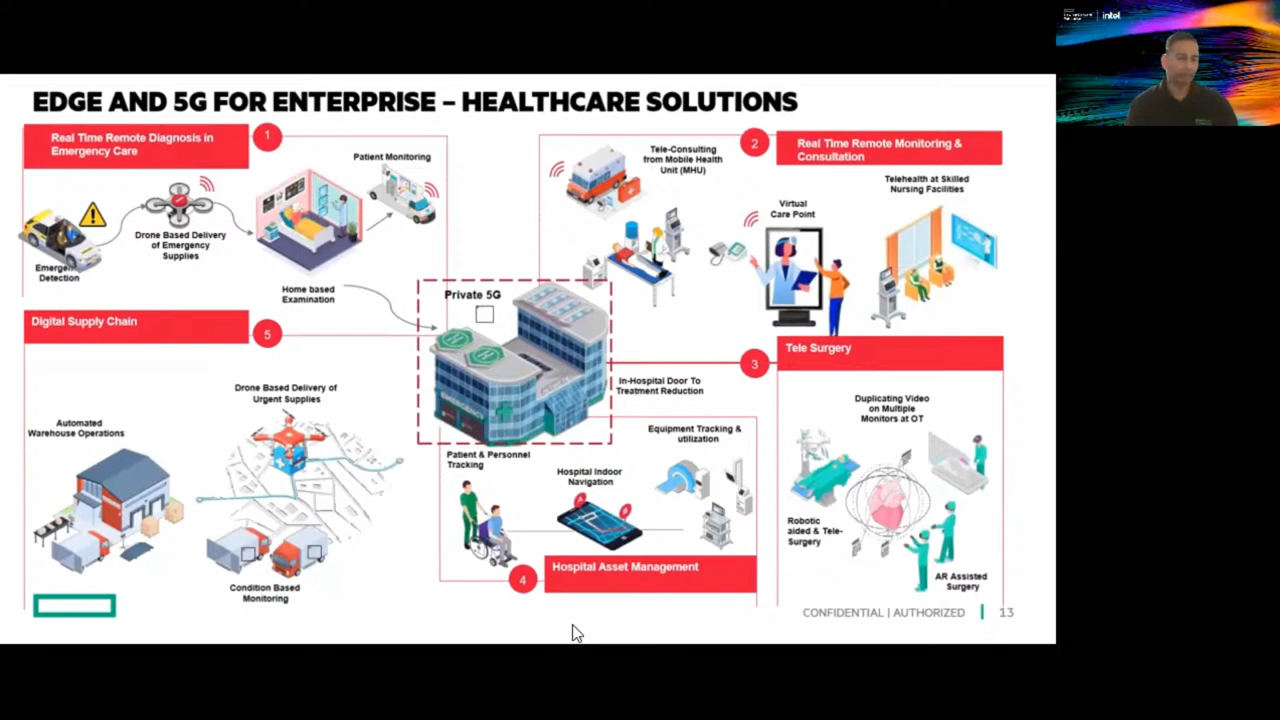 EDGE AND 5G FOR ENTERPRISE – HEALTHCARE SOLUTIONS
Real Time Remote Diagnosis in
Emergency Care
1
Patient Monitoring
Drone Based Delivery
of Emergency
Supplies
Detection
Home based
Examination
2
Real Time Remote Monitoring &
Consultation
Tele-Consulting
from Mobile Health
Unit (MHU)
Virtual
Care Point
Telehealth at Skilled
Nursing Facilities
Private 5G
H
H
Digital Supply Chain
5
Drone Based Delivery of
Urgent Supplies
Automated
Warehouse Operations
Condition Based
Monitoring
3
Tele Surgery
In-Hospital Door To
Treatment Reduction
Duplicating Video
on Multiple
Monitors at OT
Robotic
aided & Tele-
Surgery
AR Assisted
Surgery
Patient & Personnel
Tracking
Hospital Indoor
Navigation
Equipment Tracking &
utilization
A
B
4
Hospital Asset Management
CONFIDENTIAL | AUTHORIZED
13
intel